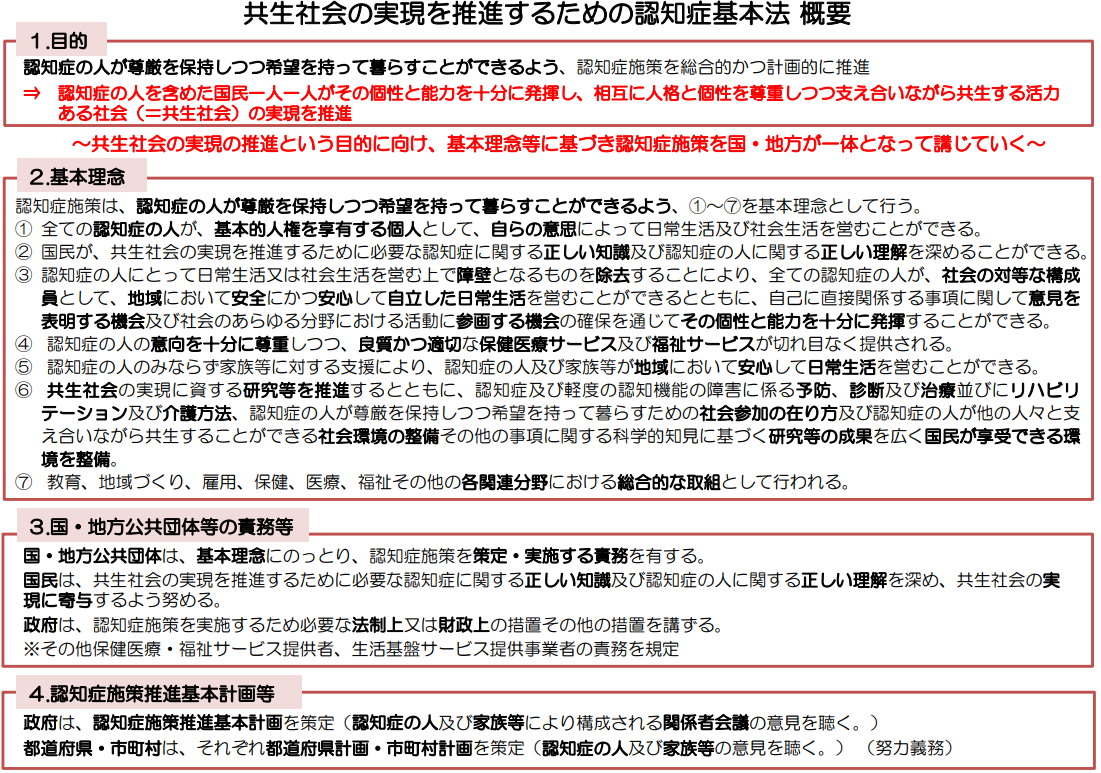 共生社会の実現を推進するための認知症基本法 概要
１.目的
認知症の人が尊厳を保持しつつ希望を持って暮らすことができるよう、認知症施策を総合的かつ計画的に推進
⇒ 認知症の人を含めた国民一人一人がその個性と能力を十分に発揮し、相互に人格と個性を尊重しつつ支え合いながら共生する活力
ある社会（＝共生社会）の実現を推進
～共生社会の実現の推進という目的に向け、基本理念等に基づき認知症施策を国・地方が一体となって講じていく～
２.基本理念
認知症施策は、認知症の人が尊厳を保持しつつ希望を持って暮らすことができるよう、①～⑦を基本理念として行う。
① 全ての認知症の人が、基本的人権を享有する個人として、自らの意思によって日常生活及び社会生活を営むことができる。
② 国民が、共生社会の実現を推進するために必要な認知症に関する正しい知識及び認知症の人に関する正しい理解を深めることができる。
③ 認知症の人にとって日常生活又は社会生活を営む上で障壁となるものを除去することにより、全ての認知症の人が、社会の対等な構成
員として、地域において安全にかつ安心して自立した日常生活を営むことができるとともに、自己に直接関係する事項に関して意見を
表明する機会及び社会のあらゆる分野における活動に参画する機会の確保を通じてその個性と能力を十分に発揮することができる。
④ 認知症の人の意向を十分に尊重しつつ、良質かつ適切な保健医療サービス及び福祉サービスが切れ目なく提供される。
⑤ 認知症の人のみならず家族等に対する支援により、認知症の人及び家族等が地域において安心して日常生活を営むことができる。
⑥ 共生社会の実現に資する研究等を推進するとともに、認知症及び軽度の認知機能の障害に係る予防、診断及び治療並びにリハビリ
テーション及び介護方法、認知症の人が尊厳を保持しつつ希望を持って暮らすための社会参加の在り方及び認知症の人が他の人々と支
え合いながら共生することができる社会環境の整備その他の事項に関する科学的知見に基づく研究等の成果を広く国民が享受できる環
境を整備。
⑦ 教育、地域づくり、雇用、保健、医療、福祉その他の各関連分野における総合的な取組として行われる。
３.国・地方公共団体等の責務等
国・地方公共団体は、基本理念にのっとり、認知症施策を策定・実施する責務を有する。
国民は、共生社会の実現を推進するために必要な認知症に関する正しい知識及び認知症の人に関する正しい理解を深め、共生社会の実
現に寄与するよう努める。
政府は、認知症施策を実施するため必要な法制上又は財政上の措置その他の措置を講ずる。
※その他保健医療・福祉サービス提供者、生活基盤サービス提供事業者の責務を規定
４.認知症施策推進基本計画等
政府は、認知症施策推進基本計画を策定（認知症の人及び家族等により構成される関係者会議の意見を聴く。）
都道府県・市町村は、それぞれ都道府県計画・市町村計画を策定（認知症の人及び家族等の意見を聴く。）（努力義務）